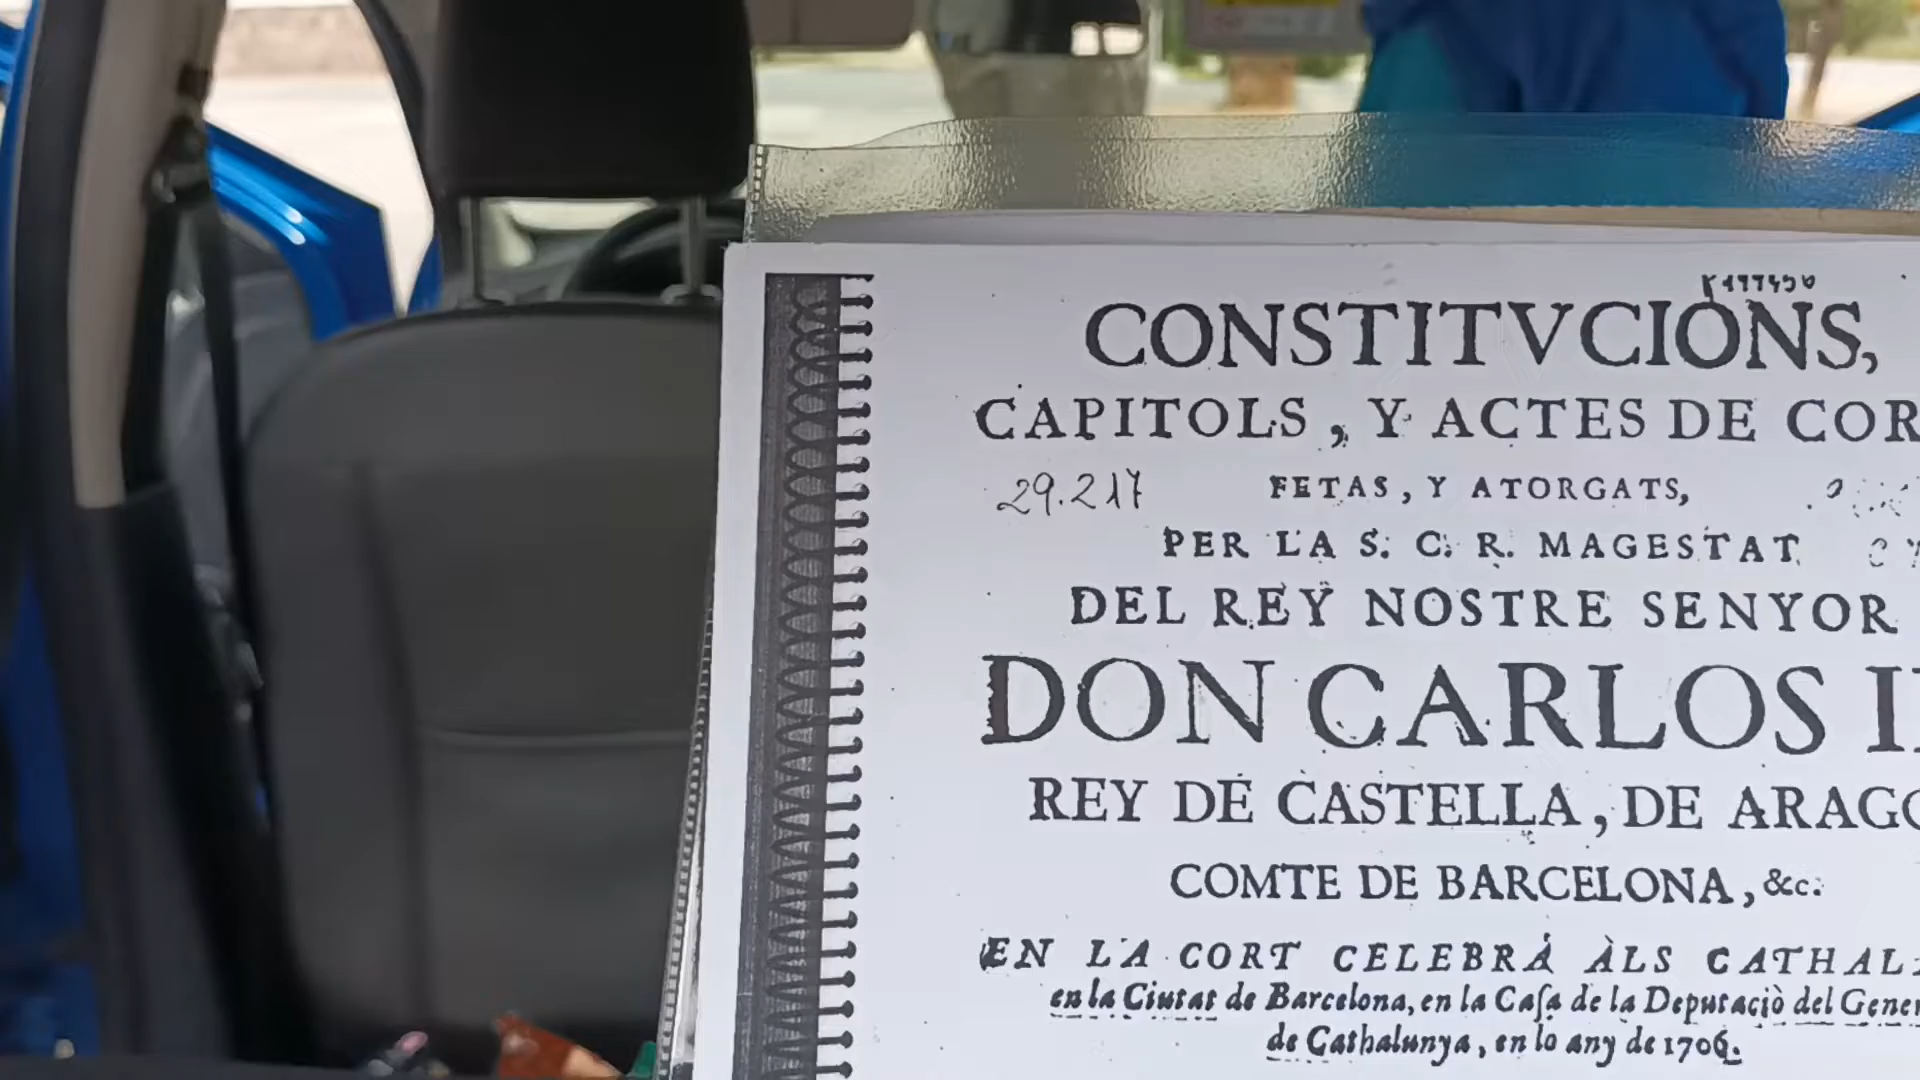 CONSTITVCIONS,
CAPITOLS, Y ACTES DE COR
29.217
FETAS, Y ATORGATS,
PER LA S. C. R. MAGESTAT
DEL REY NOSTRE SENYOR
DON CARLOS
REY DE CASTELLA, DE ARAGO
COMTE DE BARCELONA, &c.
EN LA CORT CELEBRÀ ÀLS CATHAL
en la Ciutat de Barcelona, en la Casa de la Deputaciò del Gener
de Cathalunya, en lo any de 1706.